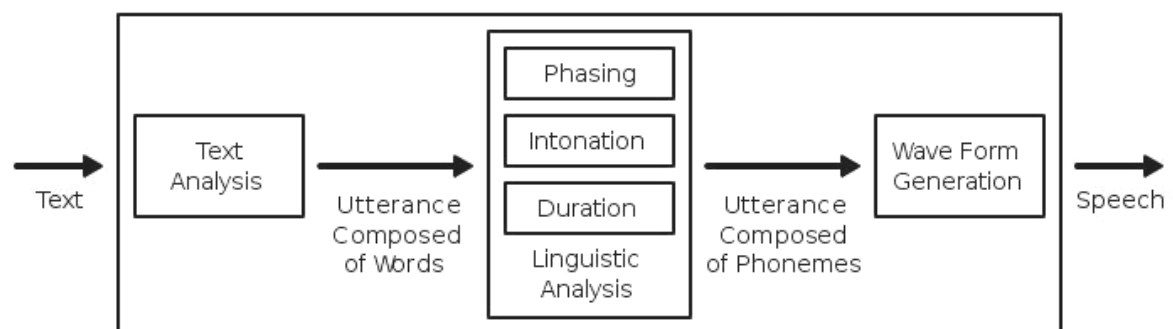 Text
Text
Analysis
Utterance
Composed
of Words
Phasing
Intonation
Duration
Linguistic
Analysis
Utterance
Composed
of Phonemes
Wave Form
Generation
Speech